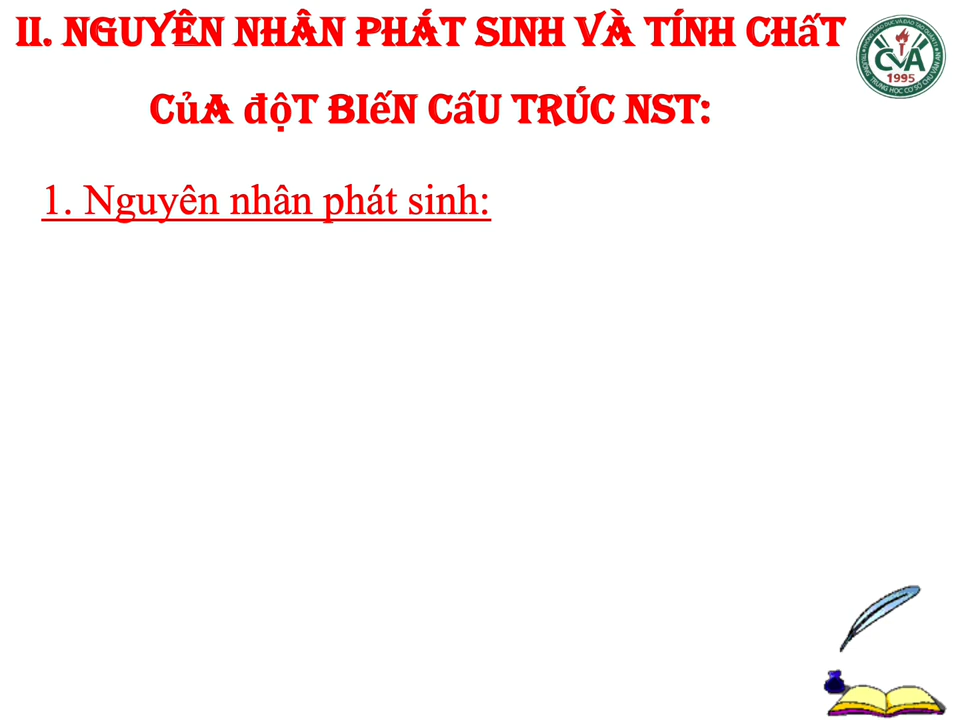 II. NGUYÊN NHÂN PHÁT SINH VÀ TÍNH CHấT
CủA độT BIếN CấU TRÚC NST:
1. Nguyên nhân phát sinh:
CVA
1995